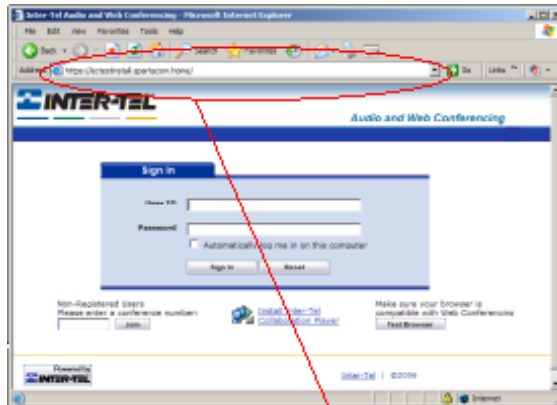 Inter-Tel Audio and Web Conferencing - Microsoft Internet Explorer
File Edit View Favorites Tools Help
Back Search Favorites
Address Go Links
INTER-TEL
Audio and Web Conferencing
Sign in
User ID:
Password
Automatically log me in on this computer
Sign In Reset
Non-Registered Users
Please enter a conference number:
Join
Install Inter-Tel
Collaboration Player
Make sure your browser is
compatible with Web Conferencing
Test Browser
Powered by
INTER-TEL
Inter-Tel | ©2006
Internet